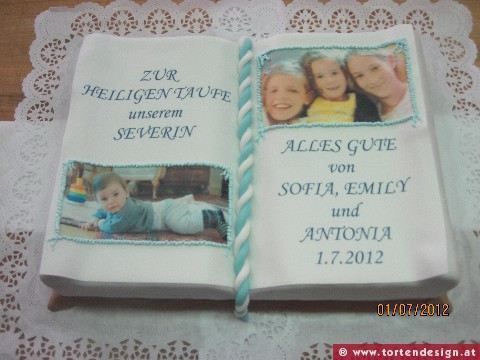 ZUR
HEILIGEN TAUFE
unserem
SEVERIN
ALLES GUTE
von
SOFIA, EMILY
und
ANTONIA
1.7.2012
01/07/2012
® www.tortendesign.at